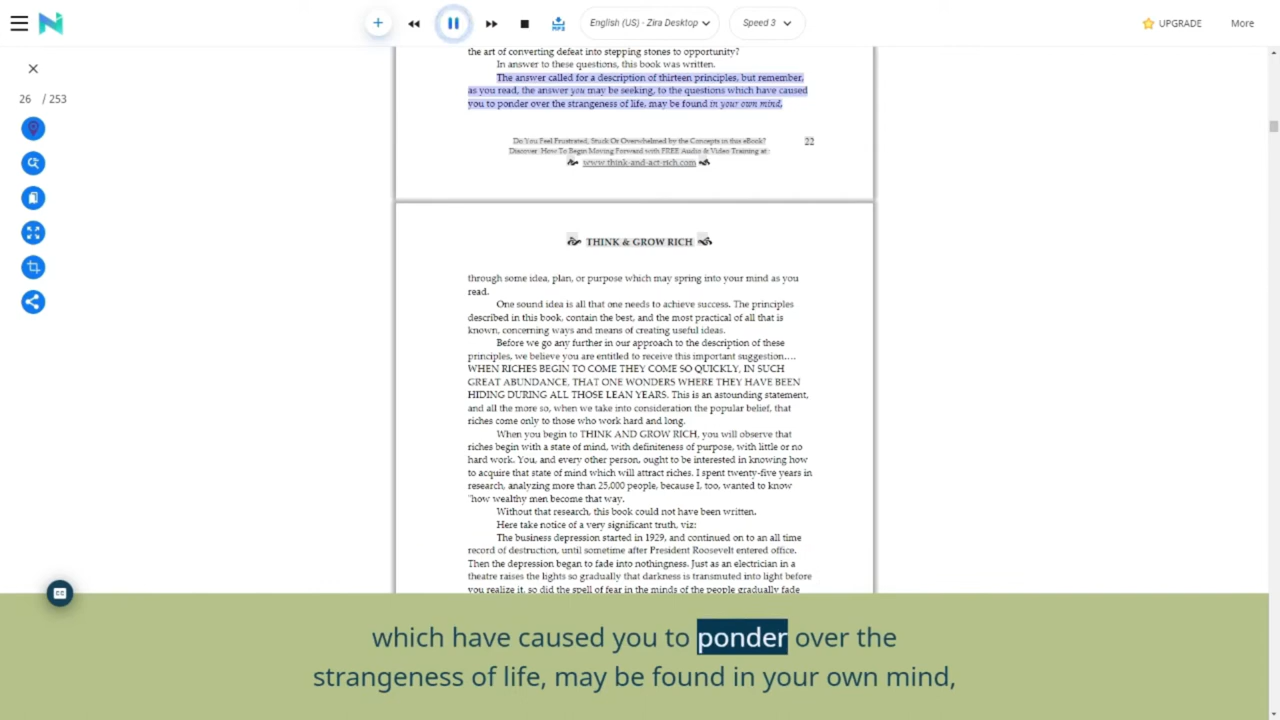 English (US) - Zira Desktop
Speed 3
UPGRADE
More
26 / 253
the art of converting defeat into stepping stones to opportunity?
In answer to these questions, this book was written.
The answer called for a description of thirteen principles, but remember,
as you read, the answer you may be seeking, to the questions which have caused
you to ponder over the strangeness of life, may be found in your own mind,
Do You Feel Frustrated, Stuck Or Overwhelmed by the Concepts in this eBook?
22
Discover How To Begin Moving Forward with FREE Audio & Video Training at:
www.think-and-act-rich.com
THINK & GROW RICH
through some idea, plan, or purpose which may spring into your mind as you
read.
One sound idea is all that one needs to achieve success. The principles
described in this book, contain the best, and the most practical of all that is
known, concerning ways and means of creating useful ideas.
Before we go any further in our approach to the description of these
principles, we believe you are entitled to receive this important suggestion....
WHEN RICHES BEGIN TO COME THEY COME SO QUICKLY, IN SUCH
GREAT ABUNDANCE, THAT ONE WONDERS WHERE THEY HAVE BEEN
HIDING DURING ALL THOSE LEAN YEARS. This is an astounding statement,
and all the more so, when we take into consideration the popular belief, that
riches come only to those who work hard and long.
When you begin to THINK AND GROW RICH, you will observe that
riches begin with a state of mind, with definiteness of purpose, with little or no
hard work. You, and every other person, ought to be interested in knowing how
to acquire that state of mind which will attract riches. I spent twenty-five years in
research, analyzing more than 25,000 people, because I, too, wanted to know
"how wealthy men become that way.
Without that research, this book could not have been written.
Here take notice of a very significant truth, viz:
The business depression started in 1929, and continued on to an all time
record of destruction, until sometime after President Roosevelt entered office.
Then the depression began to fade into nothingness. Just as an electrician in a
theatre raises the lights so gradually that darkness is transmuted into light before
you realize it, so did the spell of fear in the minds of the people gradually fade
CC
which have caused you to ponder over the
strangeness of life, may be found in your own mind,